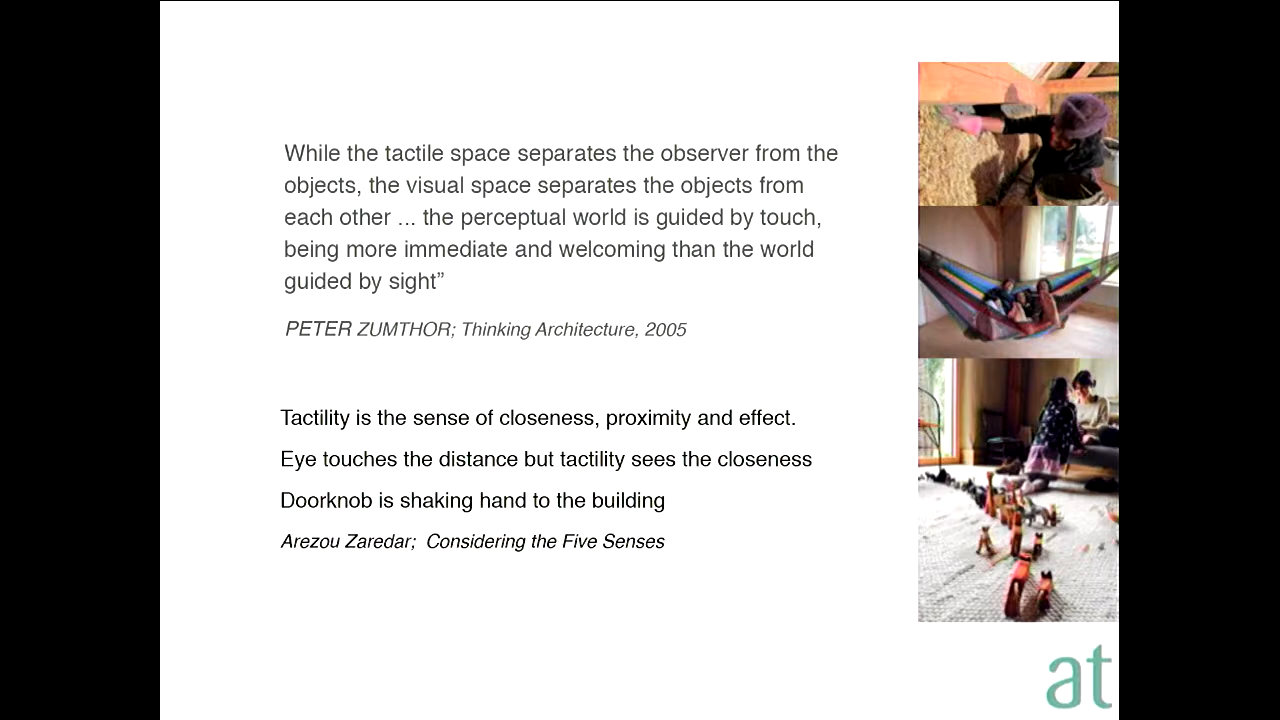 While the tactile space separates the observer from the
objects, the visual space separates the objects from
each other ... the perceptual world is guided by touch,
being more immediate and welcoming than the world
guided by sight”
PETER ZUMTHOR; Thinking Architecture, 2005
Tactility is the sense of closeness, proximity and effect.
Eye touches the distance but tactility sees the closeness
Doorknob is shaking hand to the building
Arezou Zaredar;  Considering the Five Senses
at